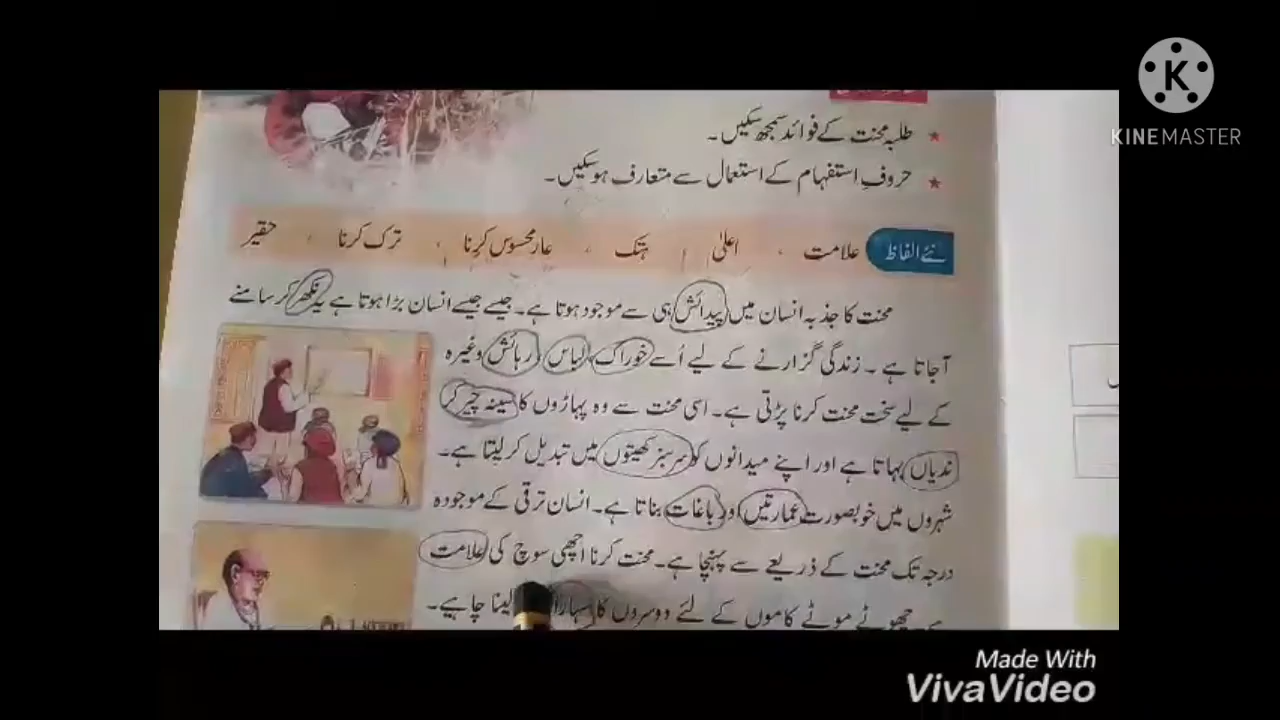 KINEMASTER
طلبہ محنت کے فوائد سمجھ سکیں۔
حروفِ استفہام کے استعمال سے متعارف ہوسکیں۔
نئے الفاظ علامت ، اعلیٰ ، ہتک ، عار محسوس کرنا ، ترک کرنا ، حقیر
محنت کا جذبہ انسان میں پیدائش ہی سے موجود ہوتا ہے۔ جیسے جیسے انسان بڑا ہوتا ہے یہ نکھر کر سامنے
آجاتا ہے۔ زندگی گزارنے کے لیے اُسے خوراک، لباس، رہائش وغیرہ
کے لیے سخت محنت کرنا پڑتی ہے۔ اسی محنت سے وہ پہاڑوں کا سینہ چیر کر
ندیاں بہاتا ہے اور اپنے میدانوں کو سرسبز کھیتوں میں تبدیل کرلیتا ہے۔
شہروں میں خوبصورت عمارتیں و باغات بناتا ہے۔ انسان ترقی کے موجودہ
درجہ تک محنت کے ذریعے سے پہنچا ہے۔ محنت کرنا اچھی سوچ کی علامت
ہے۔ چھوٹے موٹے کاموں کے لئے دوسروں کا سہارا لینا چاہیے۔
Made With
VivaVideo